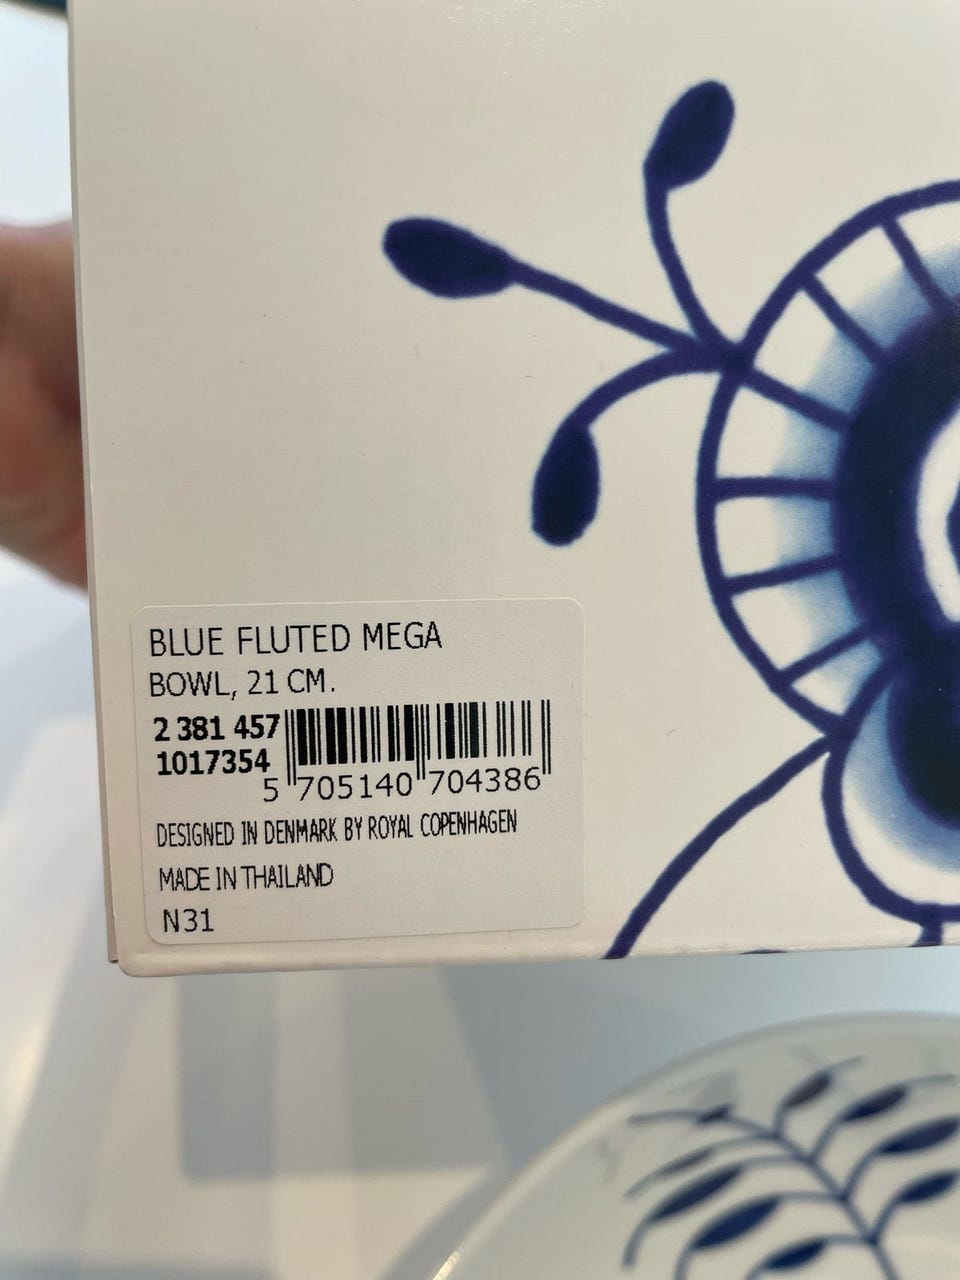 BLUE FLUTED MEGA
BOWL, 21 CM.
2 381 457
1017354
5 705140 704386
DESIGNED IN DENMARK BY ROYAL COPENHAGEN
MADE IN THAILAND
N31